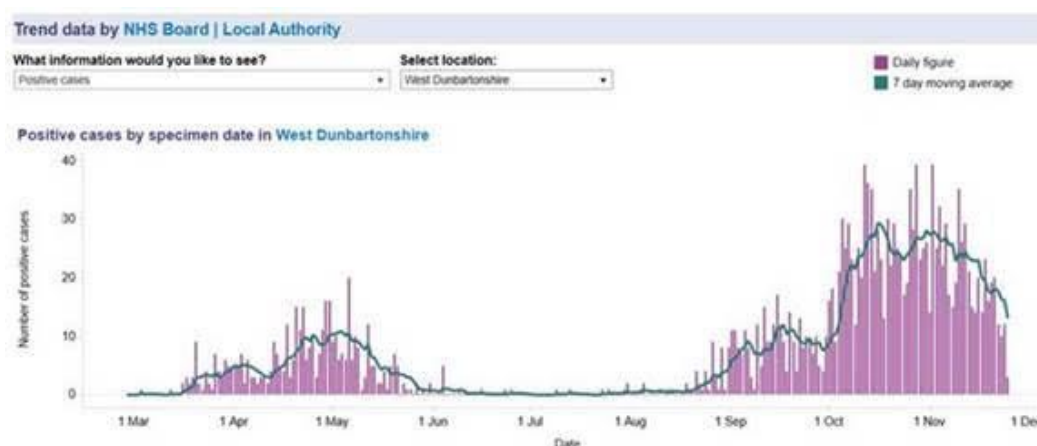 Trend data by NHS Board | Local Authority
What information would you like to see?
Select location:
Positive cases
West Dunbartonshire
Daily figure
7 day moving average
Positive cases by specimen date in West Dunbartonshire
40
30
20
10
0
Number of positive cases
1 Mar
1 Apr
1 May
1 Jun
1 Jul
1 Aug
1 Sep
1 Oct
1 Nov
1 De
Date